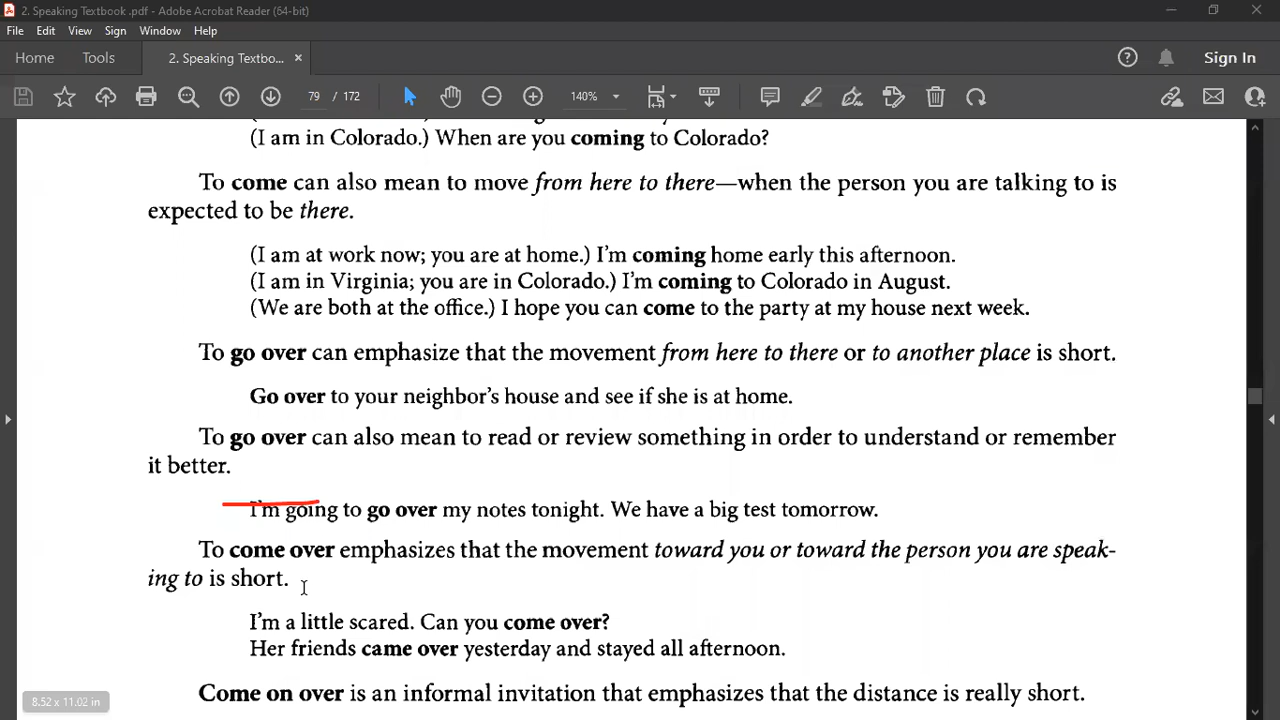 2. Speaking Textbook .pdf - Adobe Acrobat Reader (64-bit)
File Edit View Sign Window Help
Home Tools 2. Speaking Textbo... × Sign In
79 / 172 140%
(I am in Colorado.) When are you coming to Colorado?
To come can also mean to move from here to there—when the person you are talking to is
expected to be there.
(I am at work now; you are at home.) I'm coming home early this afternoon.
(I am in Virginia; you are in Colorado.) I'm coming to Colorado in August.
(We are both at the office.) I hope you can come to the party at my house next week.
To go over can emphasize that the movement from here to there or to another place is short.
Go over to your neighbor's house and see if she is at home.
To go over can also mean to read or review something in order to understand or remember
it better.
I'm going to go over my notes tonight. We have a big test tomorrow.
To come over emphasizes that the movement toward you or toward the person you are speak-
ing to is short.
I'm a little scared. Can you come over?
Her friends came over yesterday and stayed all afternoon.
Come on over is an informal invitation that emphasizes that the distance is really short.
8.52 x 11.02 in